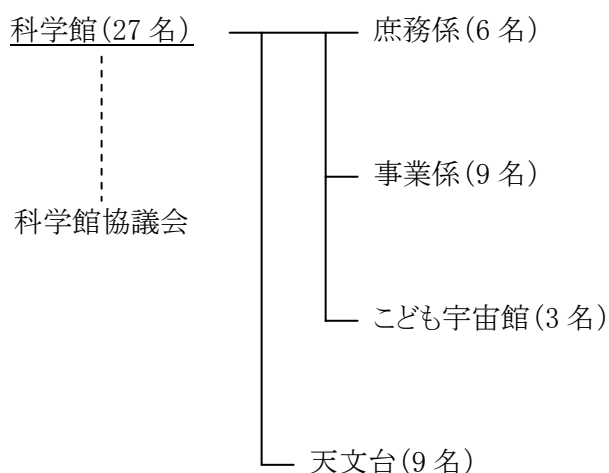 科学館(27 名)
庶務係(6 名)
事業係(9 名)
科学館協議会
こども宇宙館(3 名)
天文台(9 名)